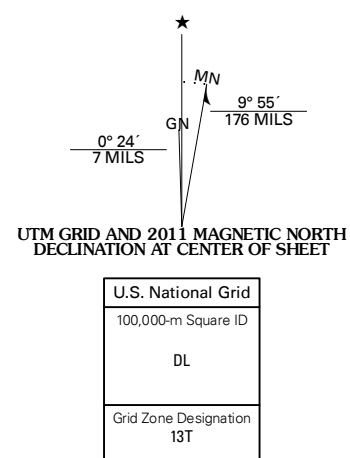 ★
MN
GN
9° 55´
176 MILS
0° 24´
7 MILS
UTM GRID AND 2011 MAGNETIC NORTH
DECLINATION AT CENTER OF SHEET
U.S. National Grid
100,000-m Square ID
DL
Grid Zone Designation
13T